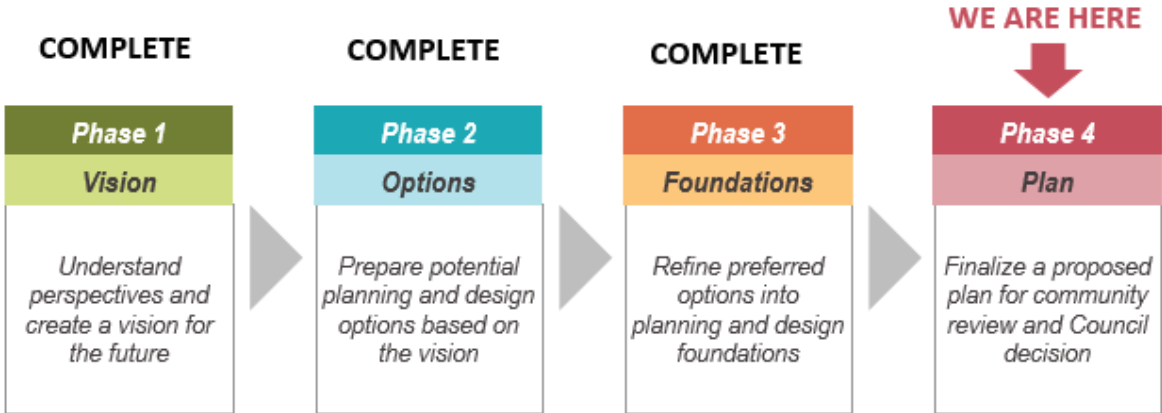 WE ARE HERE
COMPLETE
COMPLETE
COMPLETE
Phase 1
Vision
Understand
perspectives and
create a vision for
the future
Phase 2
Options
Prepare potential
planning and design
options based on
the vision
Phase 3
Foundations
Refine preferred
options into
planning and design
foundations
Phase 4
Plan
Finalize a proposed
plan for community
review and Council
decision